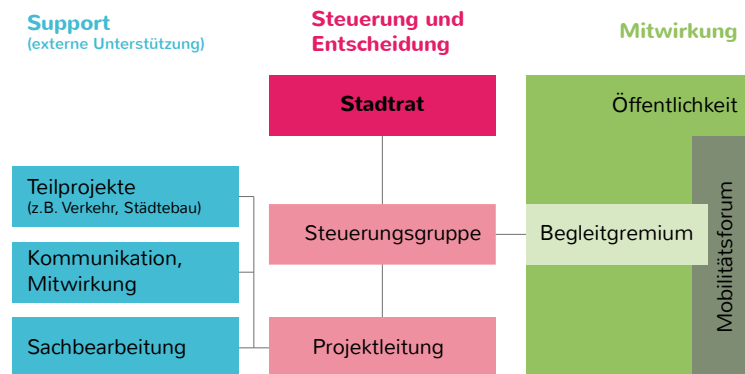 Support
(externe Unterstützung)
Steuerung und
Entscheidung
Mitwirkung
Stadtrat
Öffentlichkeit
Teilprojekte
(z.B. Verkehr, Städtebau)
Steuerungsgruppe
Begleitgremium
Mobilitätsforum
Kommunikation,
Mitwirkung
Sachbearbeitung
Projektleitung